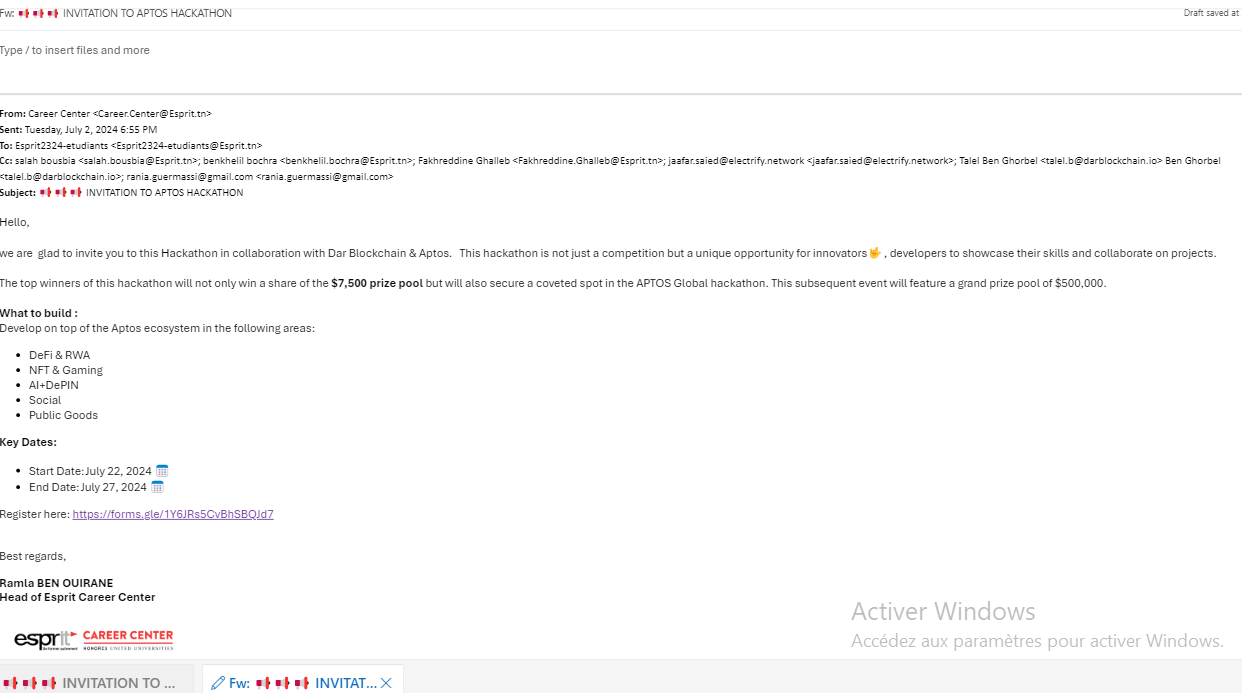 Fw: 📢📢📢 INVITATION TO APTOS HACKATHON
Draft saved at
Type / to insert files and more
From: Career Center <Career.Center@Esprit.tn>
Sent: Tuesday, July 2, 2024 6:55 PM
To: Esprit2324-etudiants <Esprit2324-etudiants@Esprit.tn>
Cc: salah bousbia <salah.bousbia@Esprit.tn>; benkhelil bochra <benkhelil.bochra@Esprit.tn>; Fakhreddine Ghalleb <Fakhreddine.Ghalleb@Esprit.tn>; jaafar.saied@electrify.network <jaafar.saied@electrify.network>; Talel Ben Ghorbel <talel.b@darblockchain.io> Ben Ghorbel
<talel.b@darblockchain.io>; rania.guermassi@gmail.com <rania.guermassi@gmail.com>
Subject: 📢📢📢 INVITATION TO APTOS HACKATHON
Hello,
we are glad to invite you to this Hackathon in collaboration with Dar Blockchain & Aptos. This hackathon is not just a competition but a unique opportunity for innovators🤟 , developers to showcase their skills and collaborate on projects.
The top winners of this hackathon will not only win a share of the $7,500 prize pool but will also secure a coveted spot in the APTOS Global hackathon. This subsequent event will feature a grand prize pool of $500,000.
What to build :
Develop on top of the Aptos ecosystem in the following areas:
• DeFi & RWA
• NFT & Gaming
• AI+DePIN
• Social
• Public Goods
Key Dates:
• Start Date: July 22, 2024 🗓
• End Date: July 27, 2024 🗓
Register here: https://forms.gle/1Y6JRs5CvBhSBQJd7
Best regards,
Ramla BEN OUIRANE
Head of Esprit Career Center
Activer Windows
Accédez aux paramètres pour activer Windows.
esprit
Se former autrement
CAREER CENTER
HONORIS UNITED UNIVERSITIES
📢📢📢 INVITATION TO ...
Fw: 📢📢📢 INVITAT...